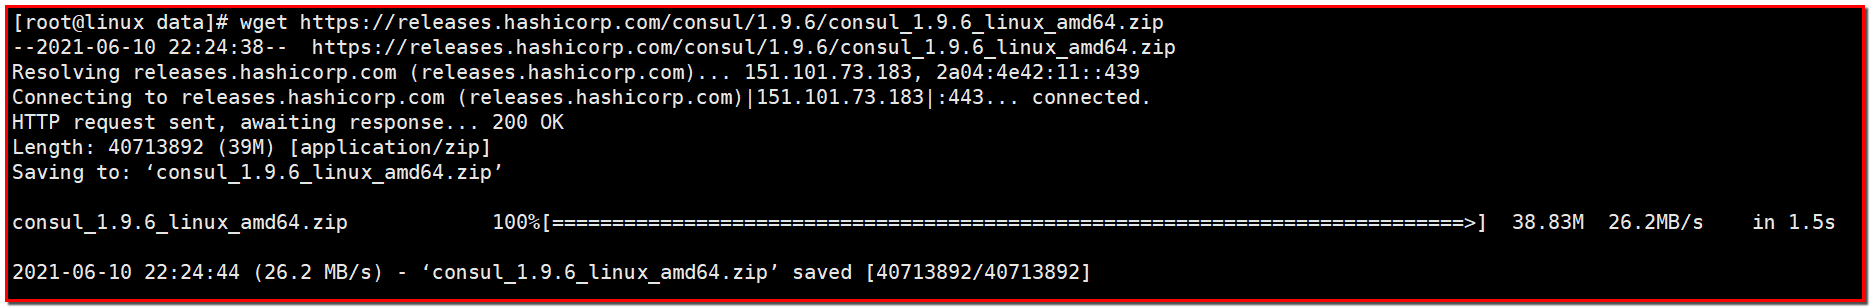 [root@linux data]# wget https://releases.hashicorp.com/consul/1.9.6/consul_1.9.6_linux_amd64.zip
--2021-06-10 22:24:38--  https://releases.hashicorp.com/consul/1.9.6/consul_1.9.6_linux_amd64.zip
Resolving releases.hashicorp.com (releases.hashicorp.com)... 151.101.73.183, 2a04:4e42:11::439
Connecting to releases.hashicorp.com (releases.hashicorp.com)|151.101.73.183|:443... connected.
HTTP request sent, awaiting response... 200 OK
Length: 40713892 (39M) [application/zip]
Saving to: ‘consul_1.9.6_linux_amd64.zip’
consul_1.9.6_linux_amd64.zip            100%[============================================================================>]  38.83M  26.2MB/s    in 1.5s
2021-06-10 22:24:44 (26.2 MB/s) - ‘consul_1.9.6_linux_amd64.zip’ saved [40713892/40713892]